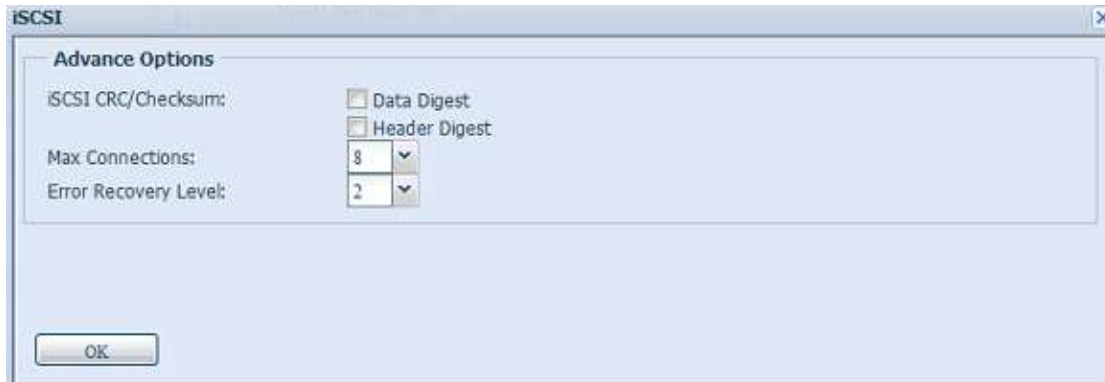 iSCSI
Advance Options
iSCSI CRC/Checksum:
Data Digest
Header Digest
Max Connections: 8
Error Recovery Level: 2
OK